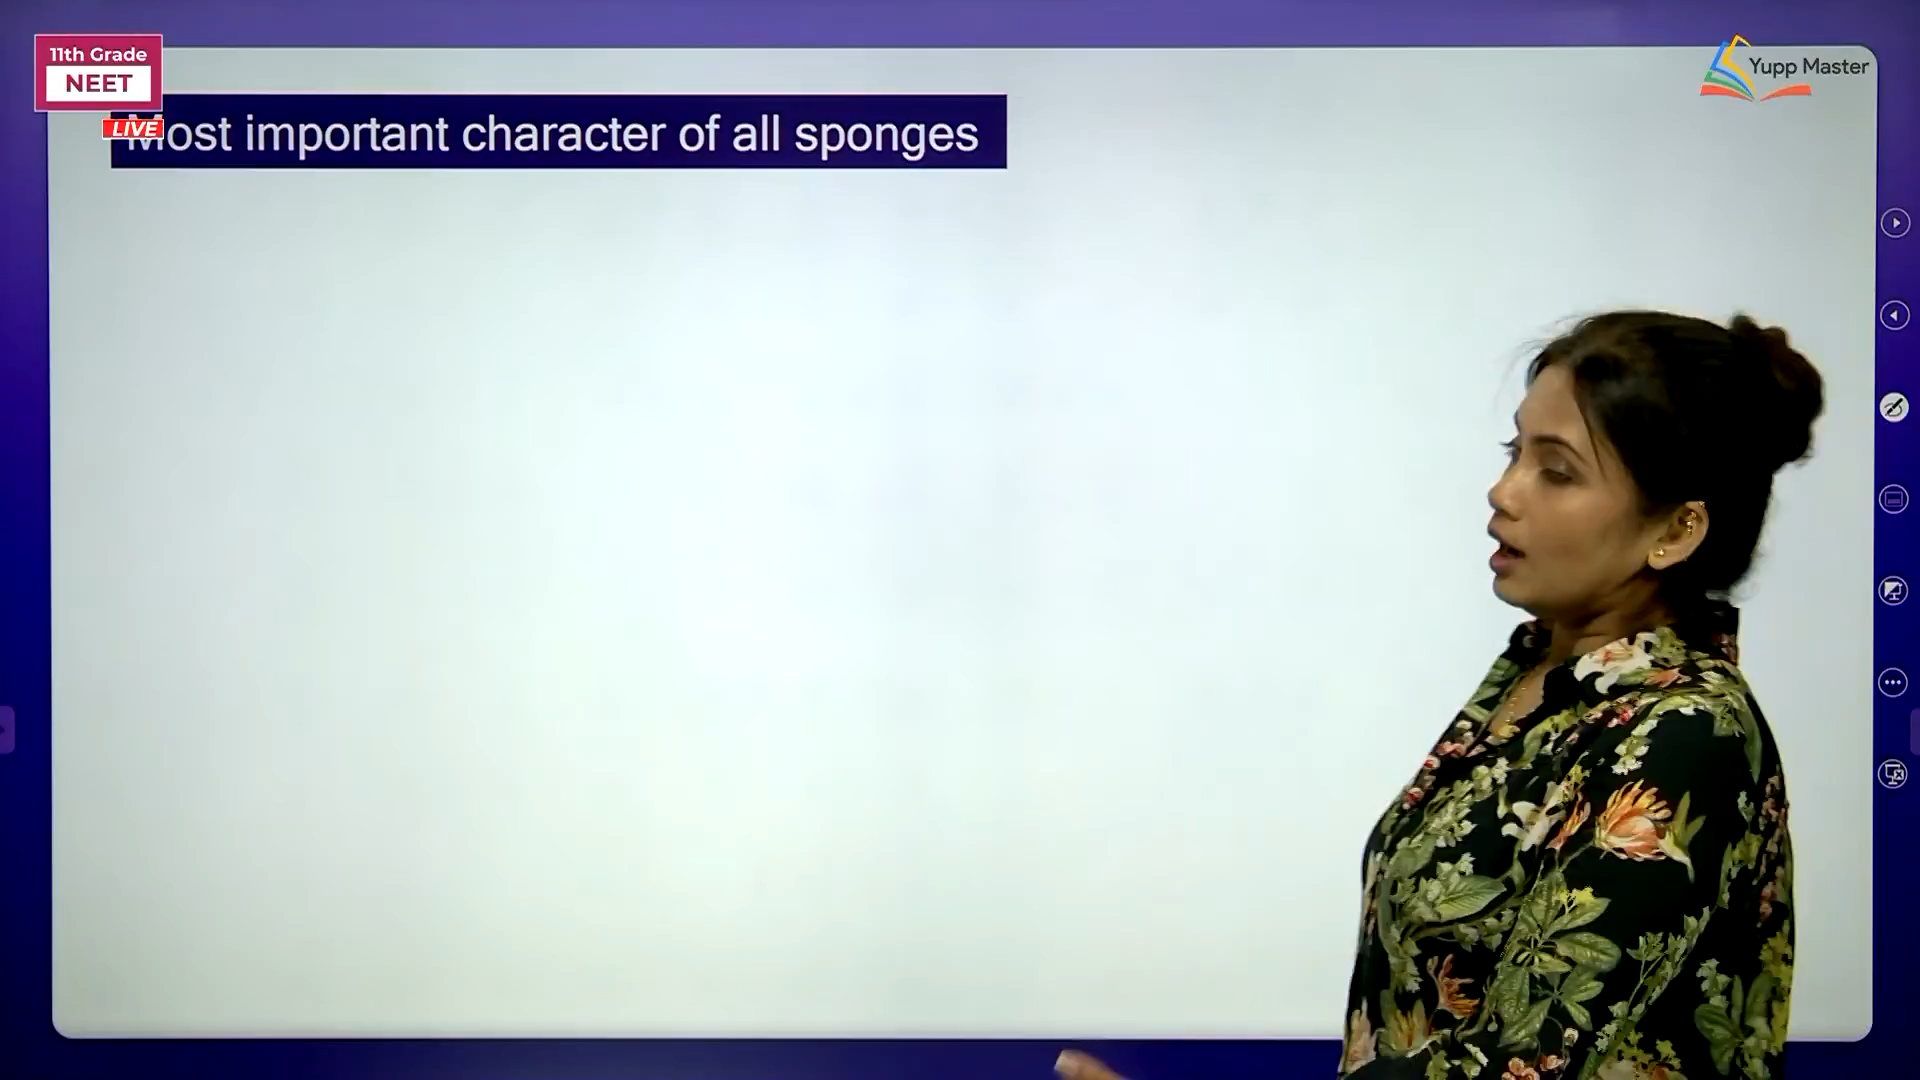 11th Grade
NEET
LIVE
Most important character of all sponges
Yupp Master